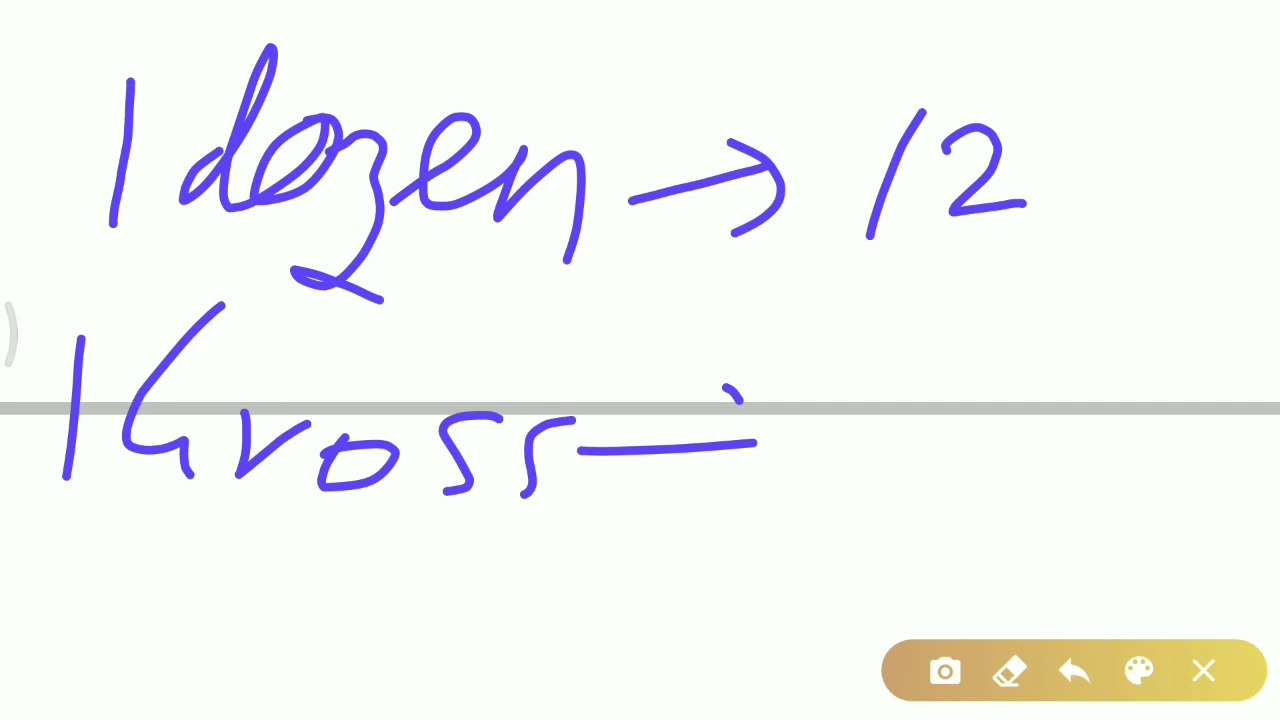 1 dozen → 12
1 Gross —